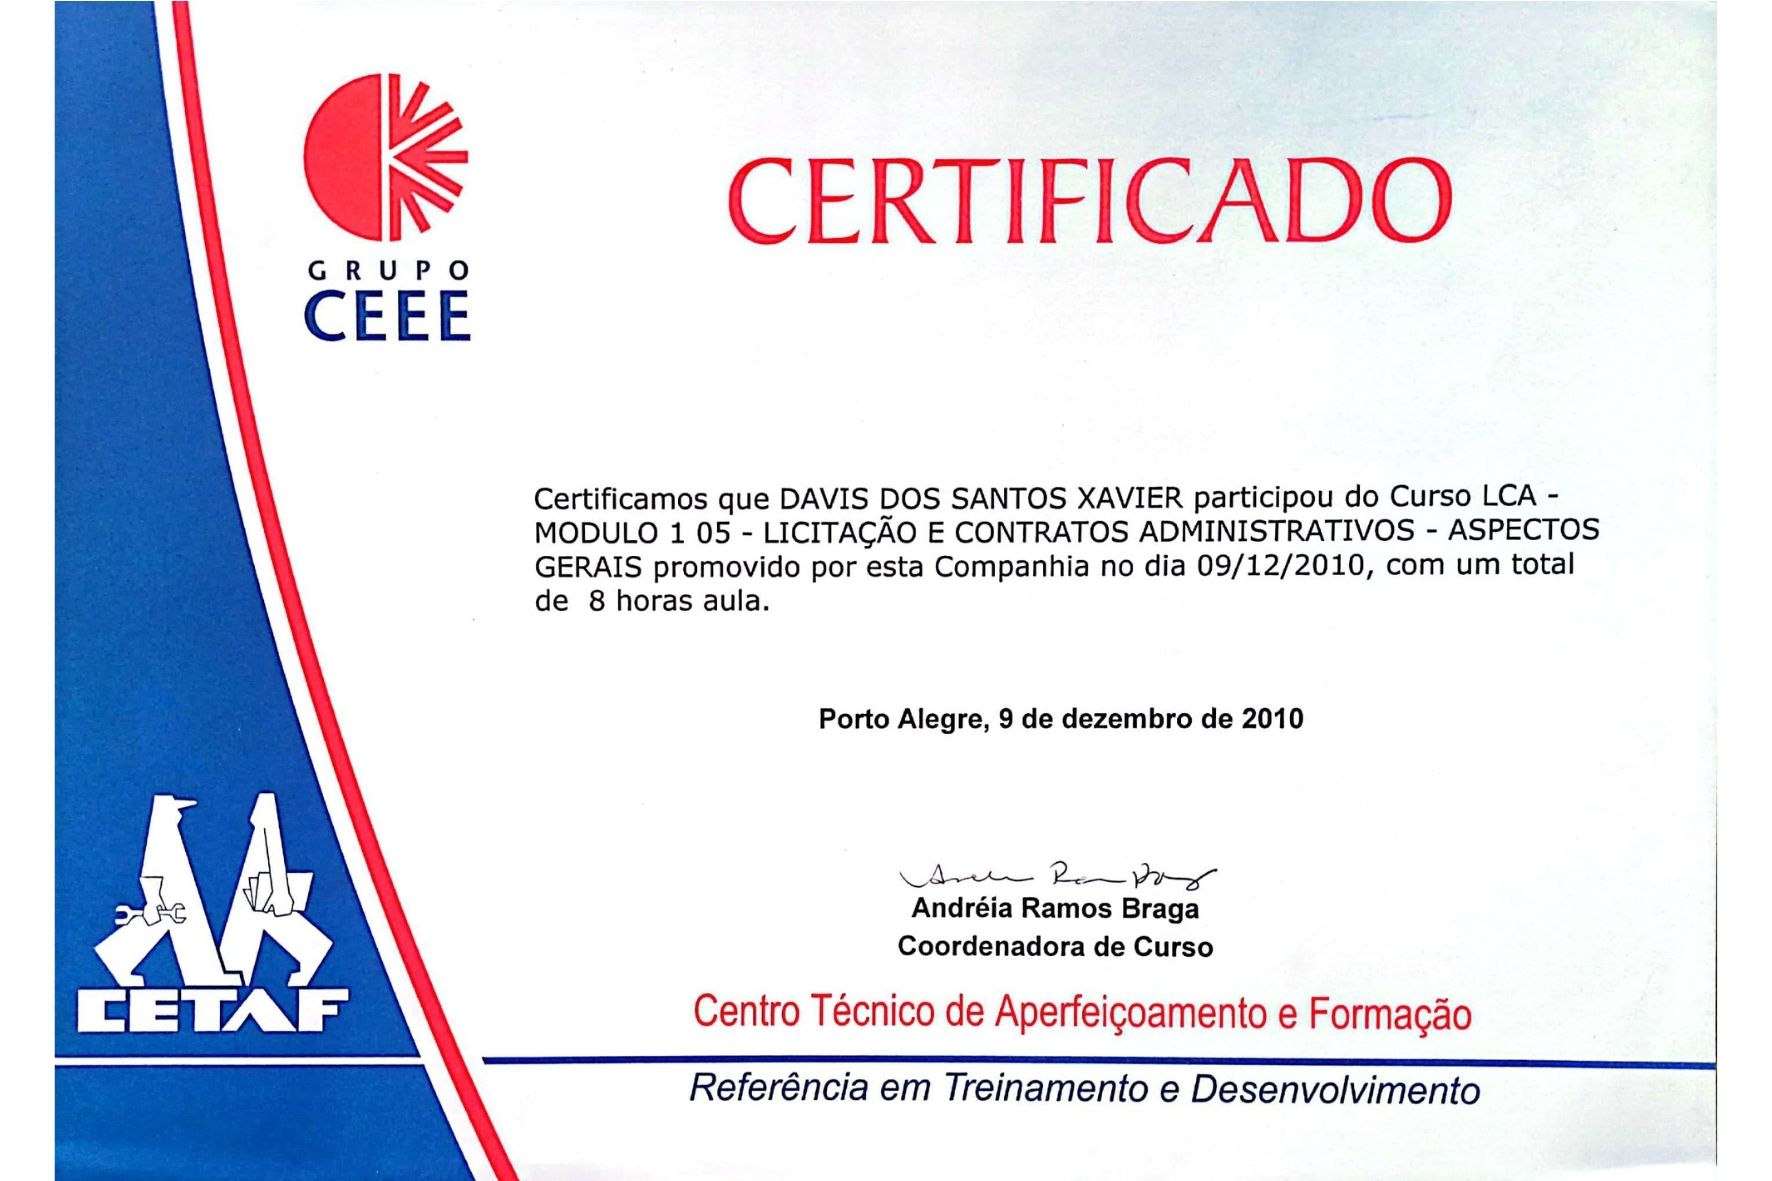 GRUPO
CEEE
CERTIFICADO
Certificamos que DAVIS DOS SANTOS XAVIER participou do Curso LCA -
MODULO 1 05 - LICITAÇÃO E CONTRATOS ADMINISTRATIVOS - ASPECTOS
GERAIS promovido por esta Companhia no dia 09/12/2010, com um total
de 8 horas aula.
Porto Alegre, 9 de dezembro de 2010
Andréia Ramos Braga
Coordenadora de Curso
CETAF
Centro Técnico de Aperfeiçoamento e Formação
Referência em Treinamento e Desenvolvimento